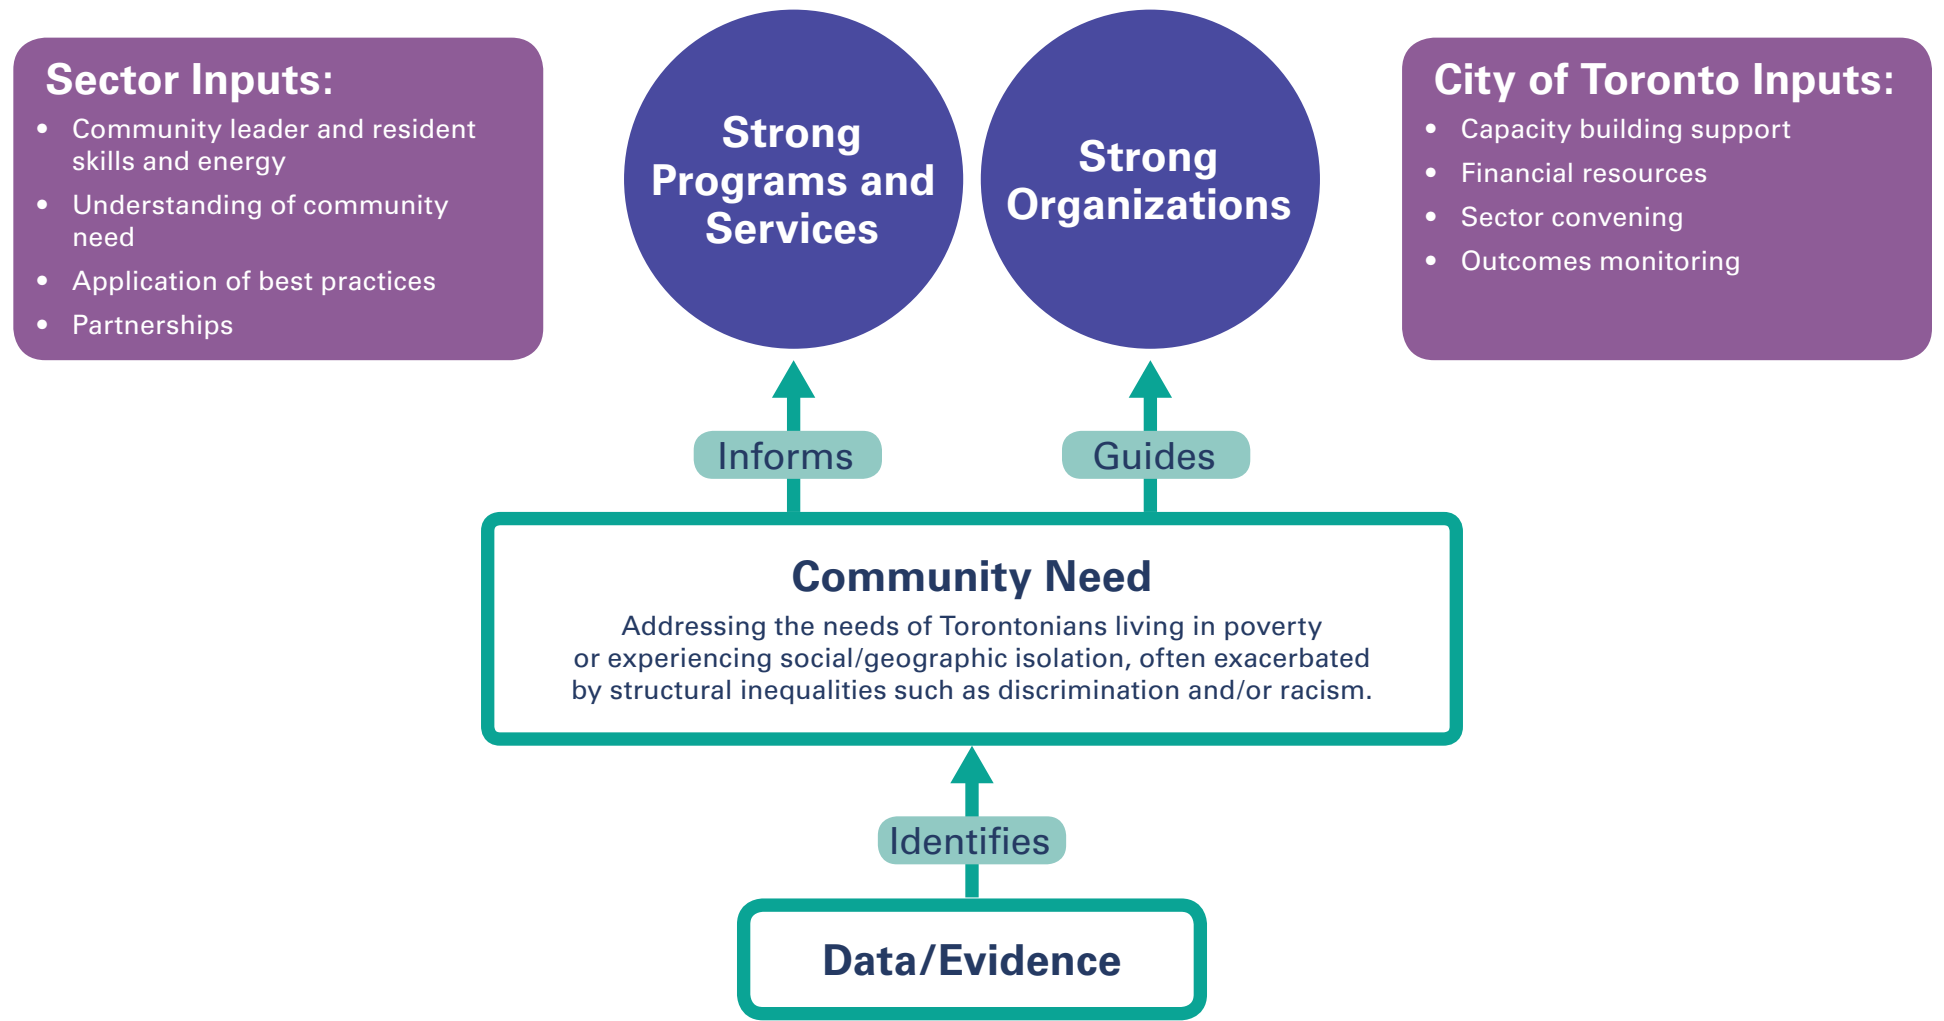 Sector Inputs:
• Community leader and resident
skills and energy
• Understanding of community
need
• Application of best practices
• Partnerships
Strong
Programs and
Services
Strong
Organizations
City of Toronto Inputs:
• Capacity building support
• Financial resources
• Sector convening
• Outcomes monitoring
Informs
Guides
Community Need
Addressing the needs of Torontonians living in poverty
or experiencing social/geographic isolation, often exacerbated
by structural inequalities such as discrimination and/or racism.
Identifies
Data/Evidence